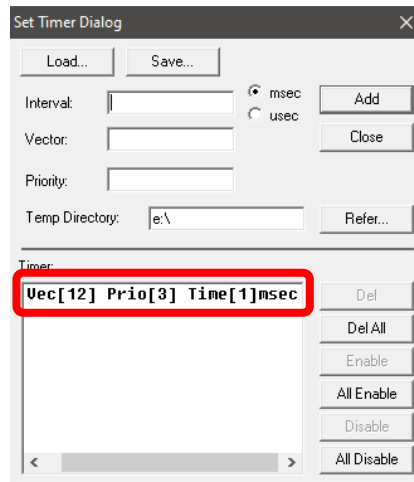 Set Timer Dialog
Load... Save...
Interval: msec Add
usec
Vector: Close
Priority:
Temp Directory: e:\ Refer...
Timer:
Vec[12] Prio[3] Time[1]msec Del
Del All
Enable
All Enable
Disable
All Disable